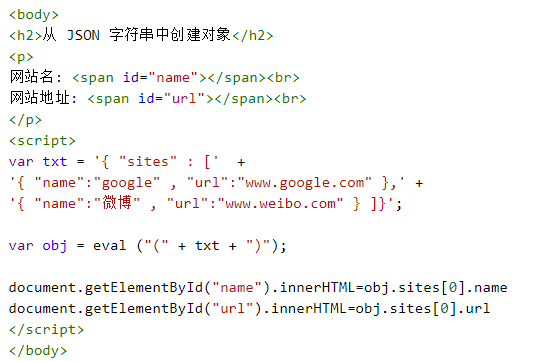 <body>
<h2>从 JSON 字符串中创建对象</h2>
<p>
网站名: <span id="name"></span><br>
网站地址: <span id="url"></span><br>
</p>
<script>
var txt = '{ "sites" : ['  +
'{ "name":"google" , "url":"www.google.com" },' +
'{ "name":"微博" , "url":"www.weibo.com" } ]}';

var obj = eval ("(" + txt + ")");

document.getElementById("name").innerHTML=obj.sites[0].name
document.getElementById("url").innerHTML=obj.sites[0].url
</script>
</body>